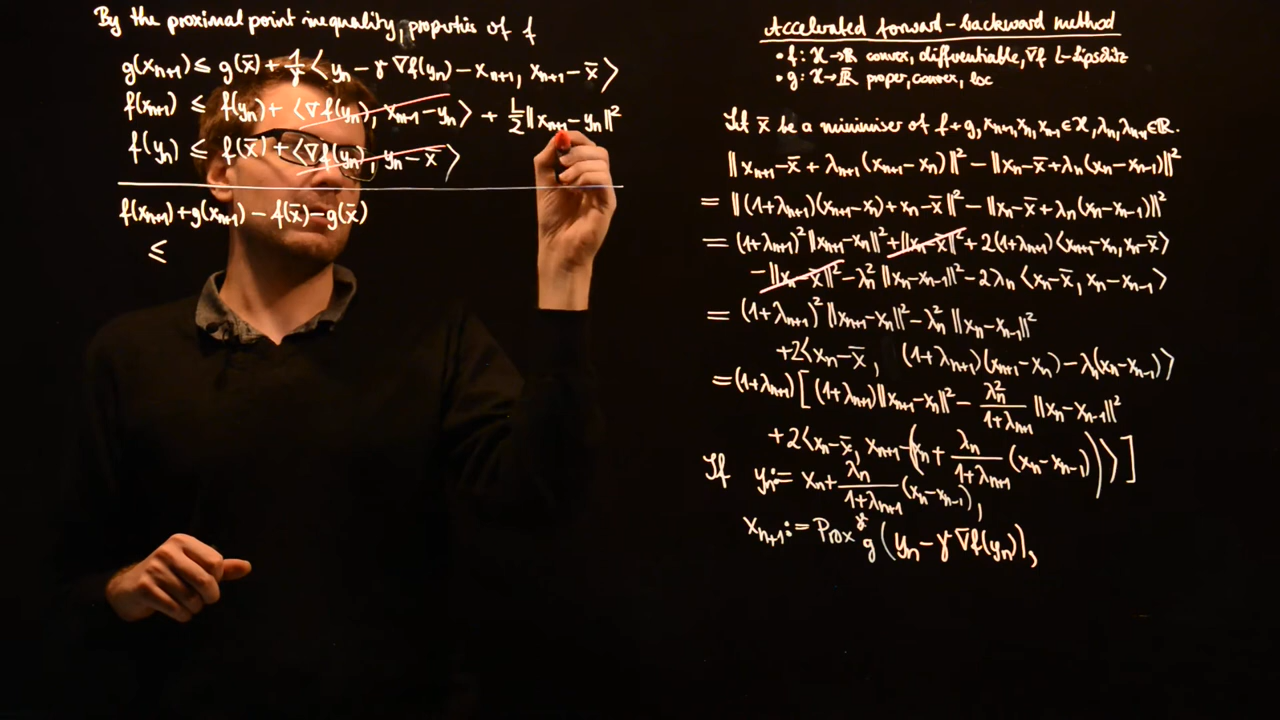 By the proximal point inequality, properties of f
g(xₙ₊₁) ≤ g(x̄) + 1/γ ⟨yₙ − γ ∇f(yₙ) − xₙ₊₁, xₙ₊₁ − x̄⟩
f(xₙ₊₁) ≤ f(yₙ) + ⟨∇f(yₙ), xₙ₊₁ − yₙ⟩ + L/2 ‖xₙ₊₁ − yₙ‖²
f(yₙ) ≤ f(x̄) + ⟨∇f(yₙ), yₙ − x̄⟩
f(xₙ₊₁) + g(xₙ₊₁) − f(x̄) − g(x̄)
≤
Accelerated forward-backward method
• f: ℋ→ℝ convex, differentiable, ∇f L-Lipschitz
• g: ℋ→ℝ̄ proper, convex, lsc
Let x̄ be a minimiser of f+g, xₙ₊₁, xₙ, xₙ₋₁ ∈ ℋ, λₙ, λₙ₊₁ ∈ ℝ.
‖xₙ₊₁ − x̄ + λₙ₊₁(xₙ₊₁ − xₙ)‖² − ‖xₙ − x̄ + λₙ(xₙ − xₙ₋₁)‖²
= ‖(1+λₙ₊₁)(xₙ₊₁ − xₙ) + xₙ − x̄‖² − ‖xₙ − x̄ + λₙ(xₙ − xₙ₋₁)‖²
= (1+λₙ₊₁)² ‖xₙ₊₁ − xₙ‖² + ‖xₙ − x̄‖² + 2(1+λₙ₊₁)⟨xₙ₊₁ − xₙ, xₙ − x̄⟩
− ‖xₙ − x̄‖² − λₙ² ‖xₙ − xₙ₋₁‖² − 2λₙ ⟨xₙ − x̄, xₙ − xₙ₋₁⟩
= (1+λₙ₊₁)² ‖xₙ₊₁ − xₙ‖² − λₙ² ‖xₙ − xₙ₋₁‖²
+2⟨xₙ − x̄, (1+λₙ₊₁)(xₙ₊₁ − xₙ) − λₙ(xₙ − xₙ₋₁)⟩
= (1+λₙ₊₁)[(1+λₙ₊₁)‖xₙ₊₁ − xₙ‖² − λₙ²/(1+λₙ₊₁) ‖xₙ − xₙ₋₁‖²
+2⟨xₙ − x̄, xₙ₊₁ − (xₙ + λₙ/(1+λₙ₊₁) (xₙ − xₙ₋₁))⟩]
If yₙ := xₙ + λₙ/(1+λₙ₊₁) (xₙ − xₙ₋₁),
xₙ₊₁ := Prox^γ_g (yₙ − γ ∇f(yₙ)),